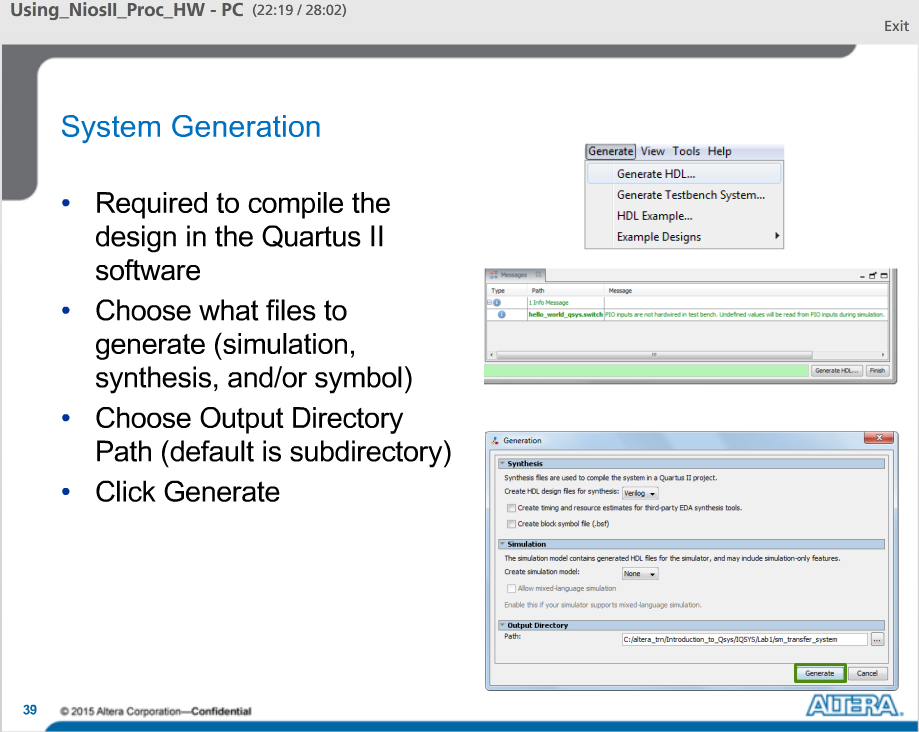 Using_NiosII_Proc_HW - PC (22:19 / 28:02)
Exit
System Generation
• Required to compile the
design in the Quartus II
software
• Choose what files to
generate (simulation,
synthesis, and/or symbol)
• Choose Output Directory
Path (default is subdirectory)
• Click Generate
Generate View Tools Help
Generate HDL...
Generate Testbench System...
HDL Example...
Example Designs
Messages
Type Path Message
1 Info Message
hello_world_qsys.switch PIO inputs are not hardwired in test bench. Undefined values will be read from PIO inputs during simulation.
Generate HDL... Finish
Generation
Synthesis
Synthesis files are used to compile the system in a Quartus II project.
Create HDL design files for synthesis: Verilog
Create timing and resource estimates for third-party EDA synthesis tools.
Create block symbol file (.bsf)
Simulation
The simulation model contains generated HDL files for the simulator, and may include simulation-only features.
Create simulation model: None
Allow mixed-language simulation
Enable this if your simulator supports mixed-language simulation.
Output Directory
Path: C:/altera_trn/Introduction_to_Qsys/IQSYS/Lab1/sm_transfer_system ...
Generate Cancel
39 © 2015 Altera Corporation—Confidential
ALTERA.